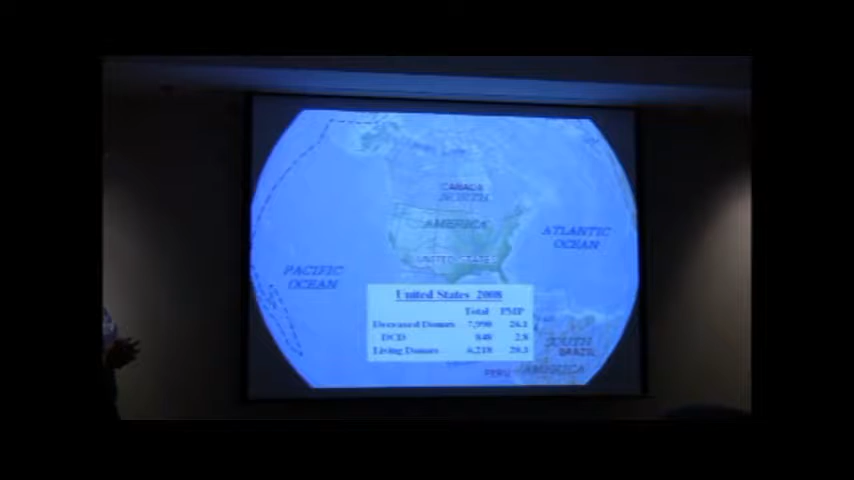 CANADA
NORTH
AMERICA
UNITED STATES
ATLANTIC
OCEAN
PACIFIC
OCEAN
United States 2008
Total PMP
Deceased Donors 7,990 26.1
DCD 848 2.8
Living Donors 6,218 20.3
SOUTH
BRAZIL
PERU
AMERICA